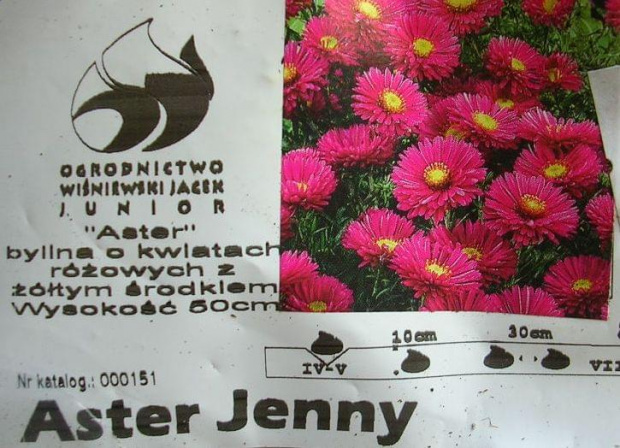 OGRODNICTWO
WIŚNIEWSKI JACEK
JUNIOR
"Aster"
bylina o kwiatach
różowych z
żółtym środkiem
Wysokość 50cm
10cm 30cm
IV-V VII
Nr katalog.: 000151
Aster Jenny